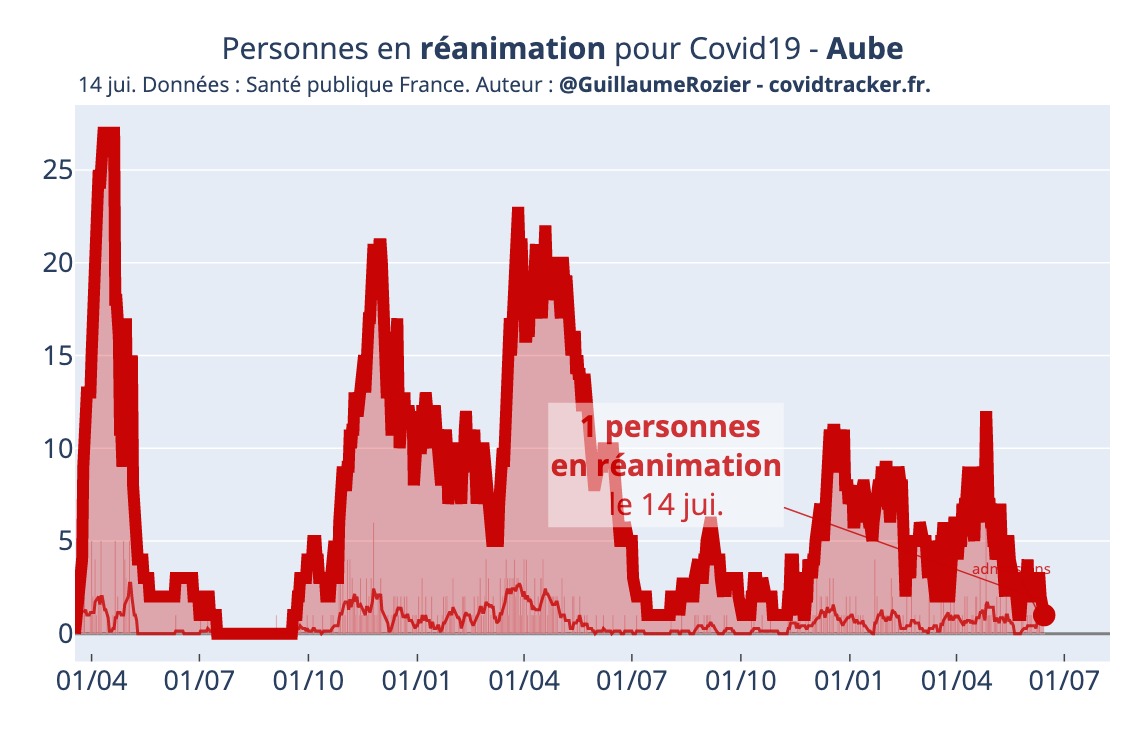 Personnes en réanimation pour Covid19 - Aube
14 jui. Données : Santé publique France. Auteur : @GuillaumeRozier - covidtracker.fr.
25
20
15
10
5
0
1 personnes
en réanimation
le 14 jui.
admissions
01/04 01/07 01/10 01/01 01/04 01/07 01/10 01/01 01/04 01/07